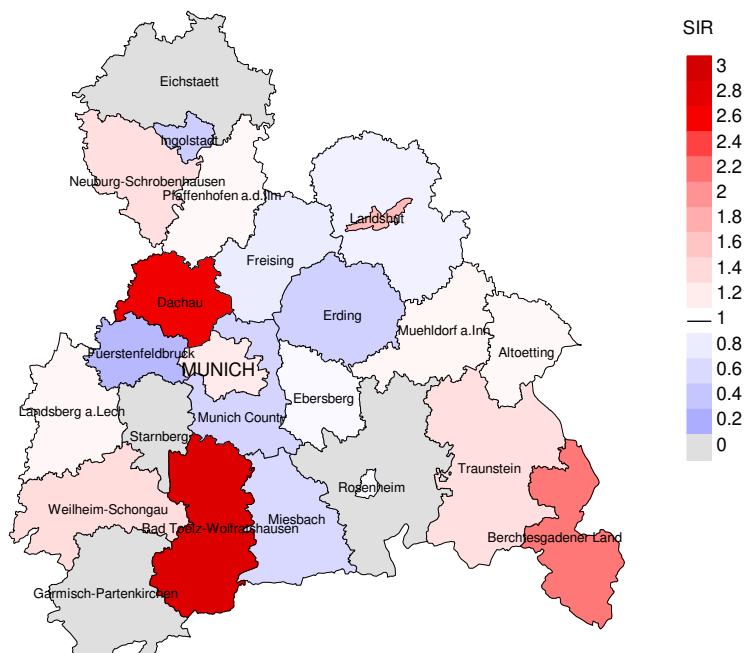 SIR
3
2.8
2.6
2.4
2.2
2
1.8
1.6
1.4
1.2
1
0.8
0.6
0.4
0.2
0
Eichstaett
Ingolstadt
Neuburg-Schrobenhausen
Pfaffenhofen a.d.Ilm
Landshut
Freising
Dachau
Erding
Muehldorf a.Inn
Altoetting
Fuerstenfeldbruck
MUNICH
Ebersberg
Landsberg a.Lech
Munich County
Starnberg
Traunstein
Rosenheim
Weilheim-Schongau
Miesbach
Bad Toelz-Wolfratshausen
Berchtesgadener Land
Garmisch-Partenkirchen